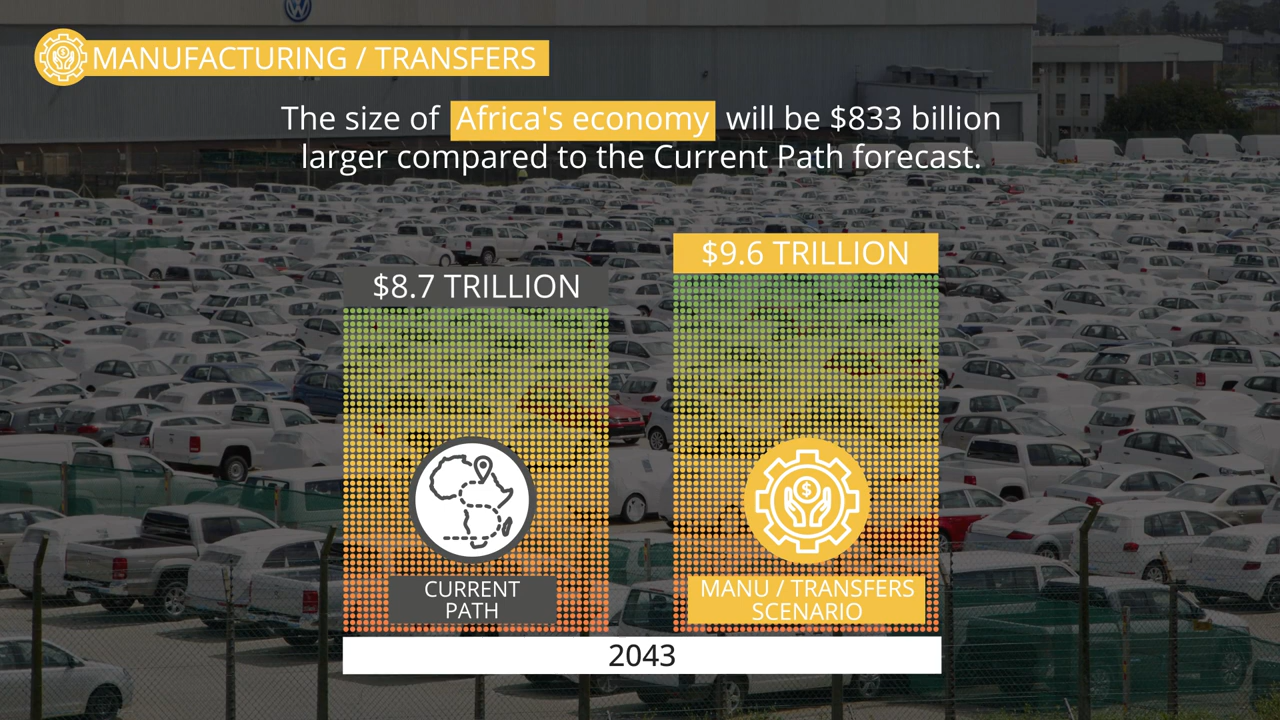 MANUFACTURING / TRANSFERS
The size of Africa's economy will be $833 billion
larger compared to the Current Path forecast.
$8.7 TRILLION
$9.6 TRILLION
CURRENT
PATH
MANU / TRANSFERS
SCENARIO
2043